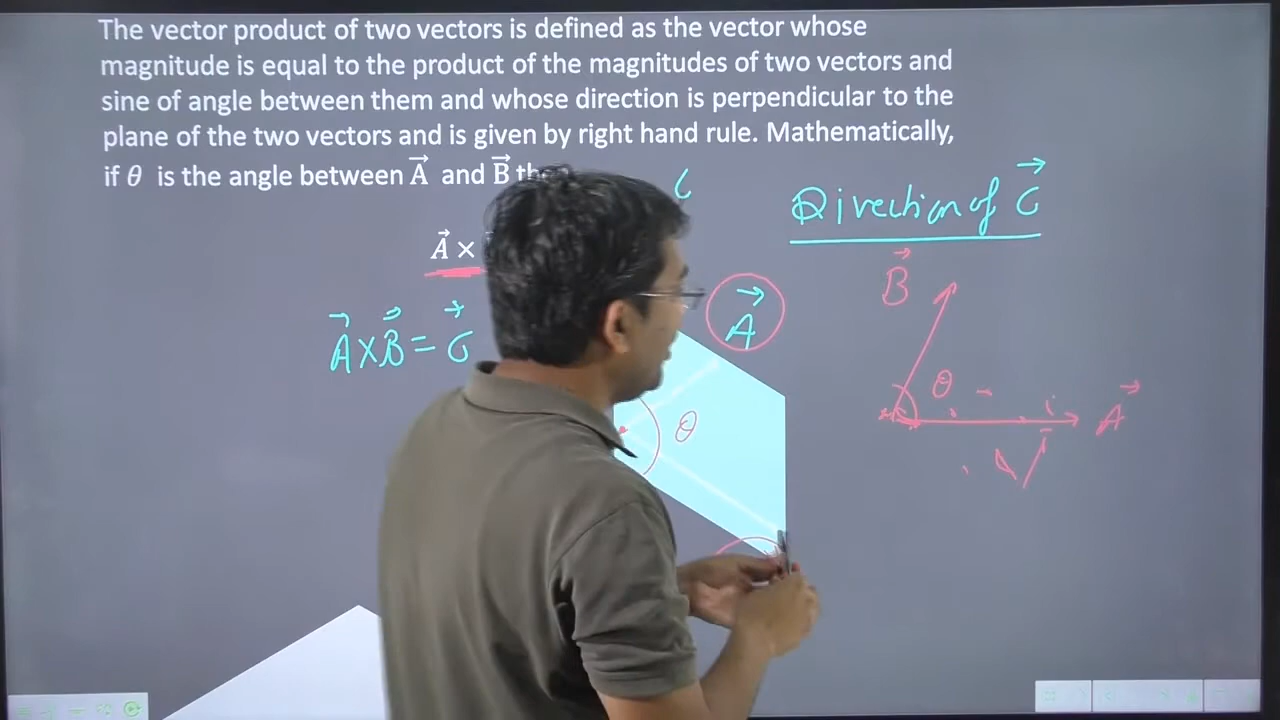 The vector product of two vectors is defined as the vector whose
magnitude is equal to the product of the magnitudes of two vectors and
sine of angle between them and whose direction is perpendicular to the
plane of the two vectors and is given by right hand rule. Mathematically,
if θ is the angle between A⃗ and B⃗
A⃗ ×
A⃗ × B⃗ = C⃗
A⃗
θ
Direction of C⃗
B⃗
θ
A⃗